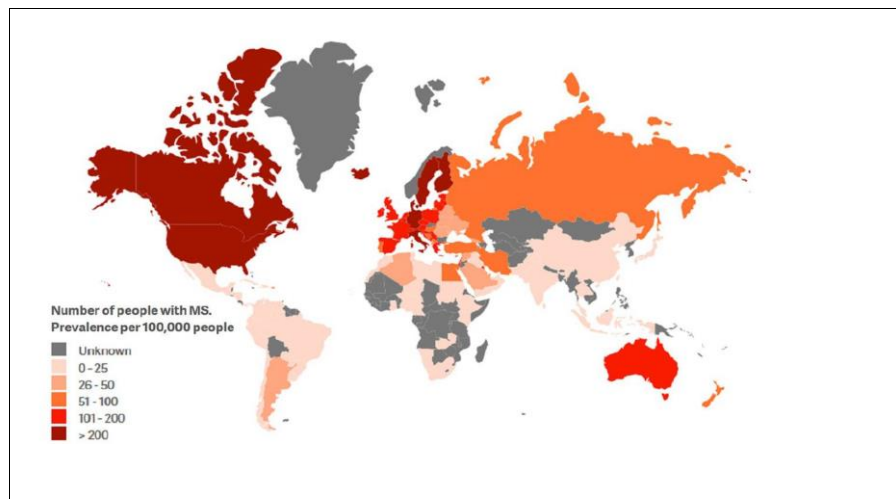 Number of people with MS.
Prevalence per 100,000 people
Unknown
0 - 25
26 - 50
51 - 100
101 - 200
> 200